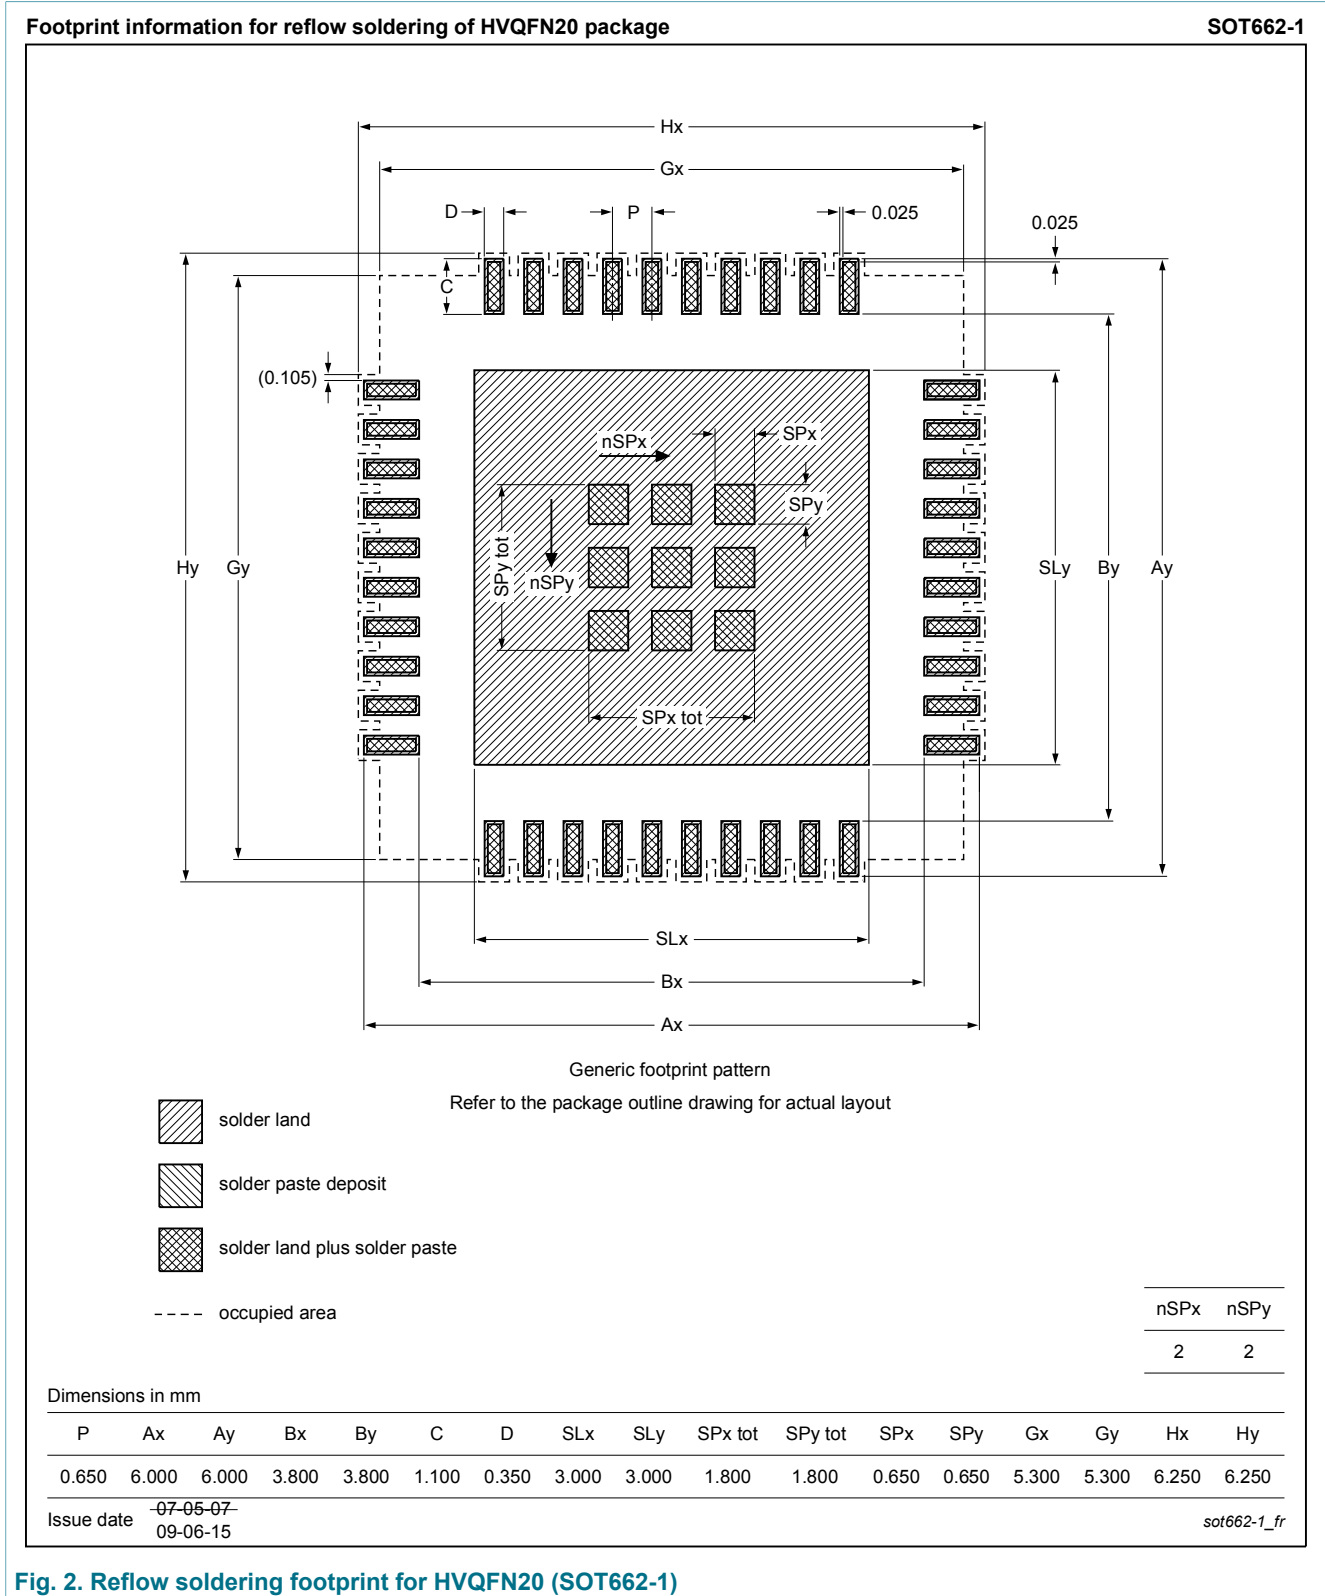 Footprint information for reflow soldering of HVQFN20 package SOT662-1
Hx
Gx
D P 0.025
0.025
C
(0.105)
nSPx SPx
SPy
SPy tot
nSPy
Hy Gy SLy By Ay
SPx tot
SLx
Bx
Ax
Generic footprint pattern
Refer to the package outline drawing for actual layout
solder land
solder paste deposit
solder land plus solder paste
occupied area
nSPx nSPy
2 2
Dimensions in mm
P Ax Ay Bx By C D SLx SLy SPx tot SPy tot SPx SPy Gx Gy Hx Hy
0.650 6.000 6.000 3.800 3.800 1.100 0.350 3.000 3.000 1.800 1.800 0.650 0.650 5.300 5.300 6.250 6.250
Issue date 07-05-07
09-06-15
sot662-1_fr
Fig. 2. Reflow soldering footprint for HVQFN20 (SOT662-1)